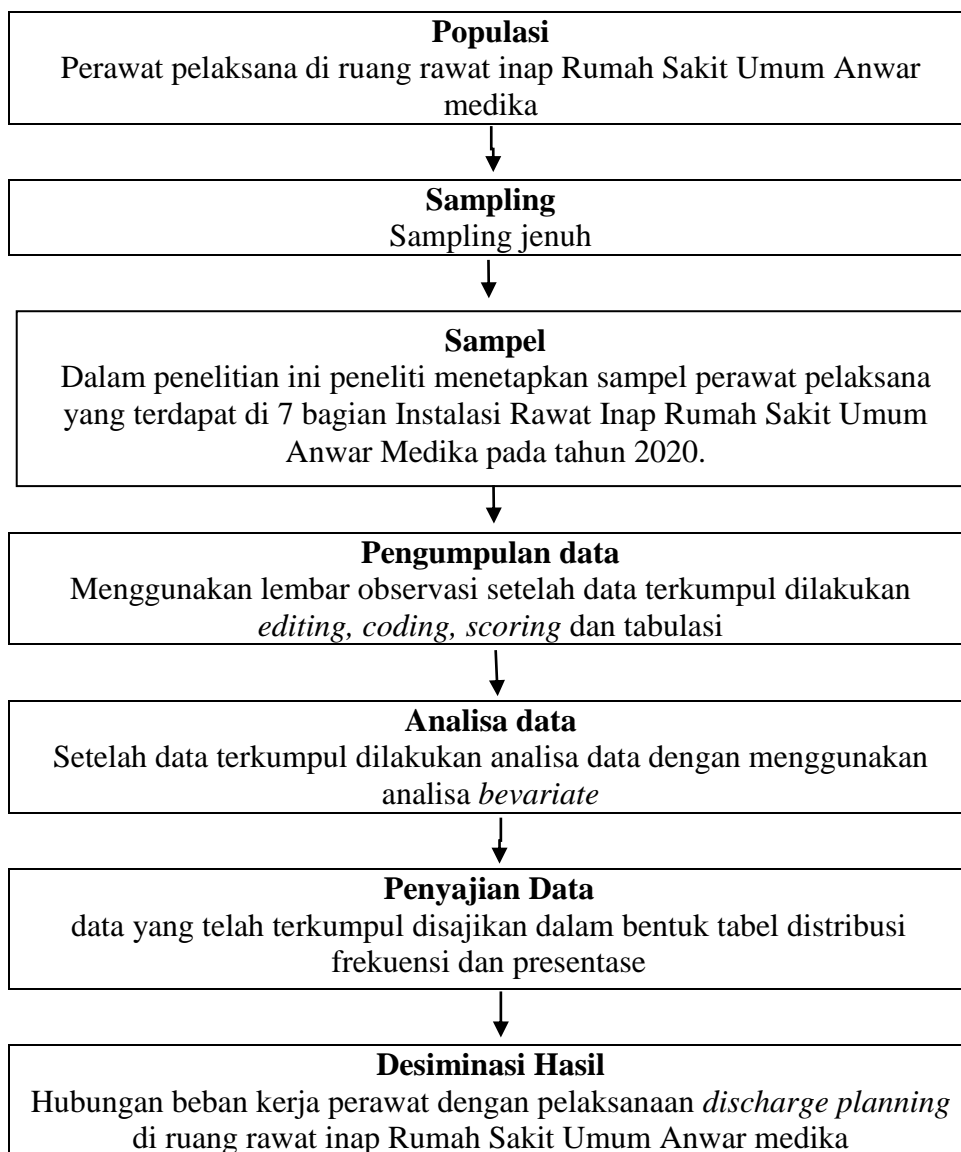 Populasi
Perawat pelaksana di ruang rawat inap Rumah Sakit Umum Anwar
medika
Sampling
Sampling jenuh
Sampel
Dalam penelitian ini peneliti menetapkan sampel perawat pelaksana
yang terdapat di 7 bagian Instalasi Rawat Inap Rumah Sakit Umum
Anwar Medika pada tahun 2020.
Pengumpulan data
Menggunakan lembar observasi setelah data terkumpul dilakukan
editing, coding, scoring dan tabulasi
Analisa data
Setelah data terkumpul dilakukan analisa data dengan menggunakan
analisa bevariate
Penyajian Data
data yang telah terkumpul disajikan dalam bentuk tabel distribusi
frekuensi dan presentase
Desiminasi Hasil
Hubungan beban kerja perawat dengan pelaksanaan discharge planning
di ruang rawat inap Rumah Sakit Umum Anwar medika